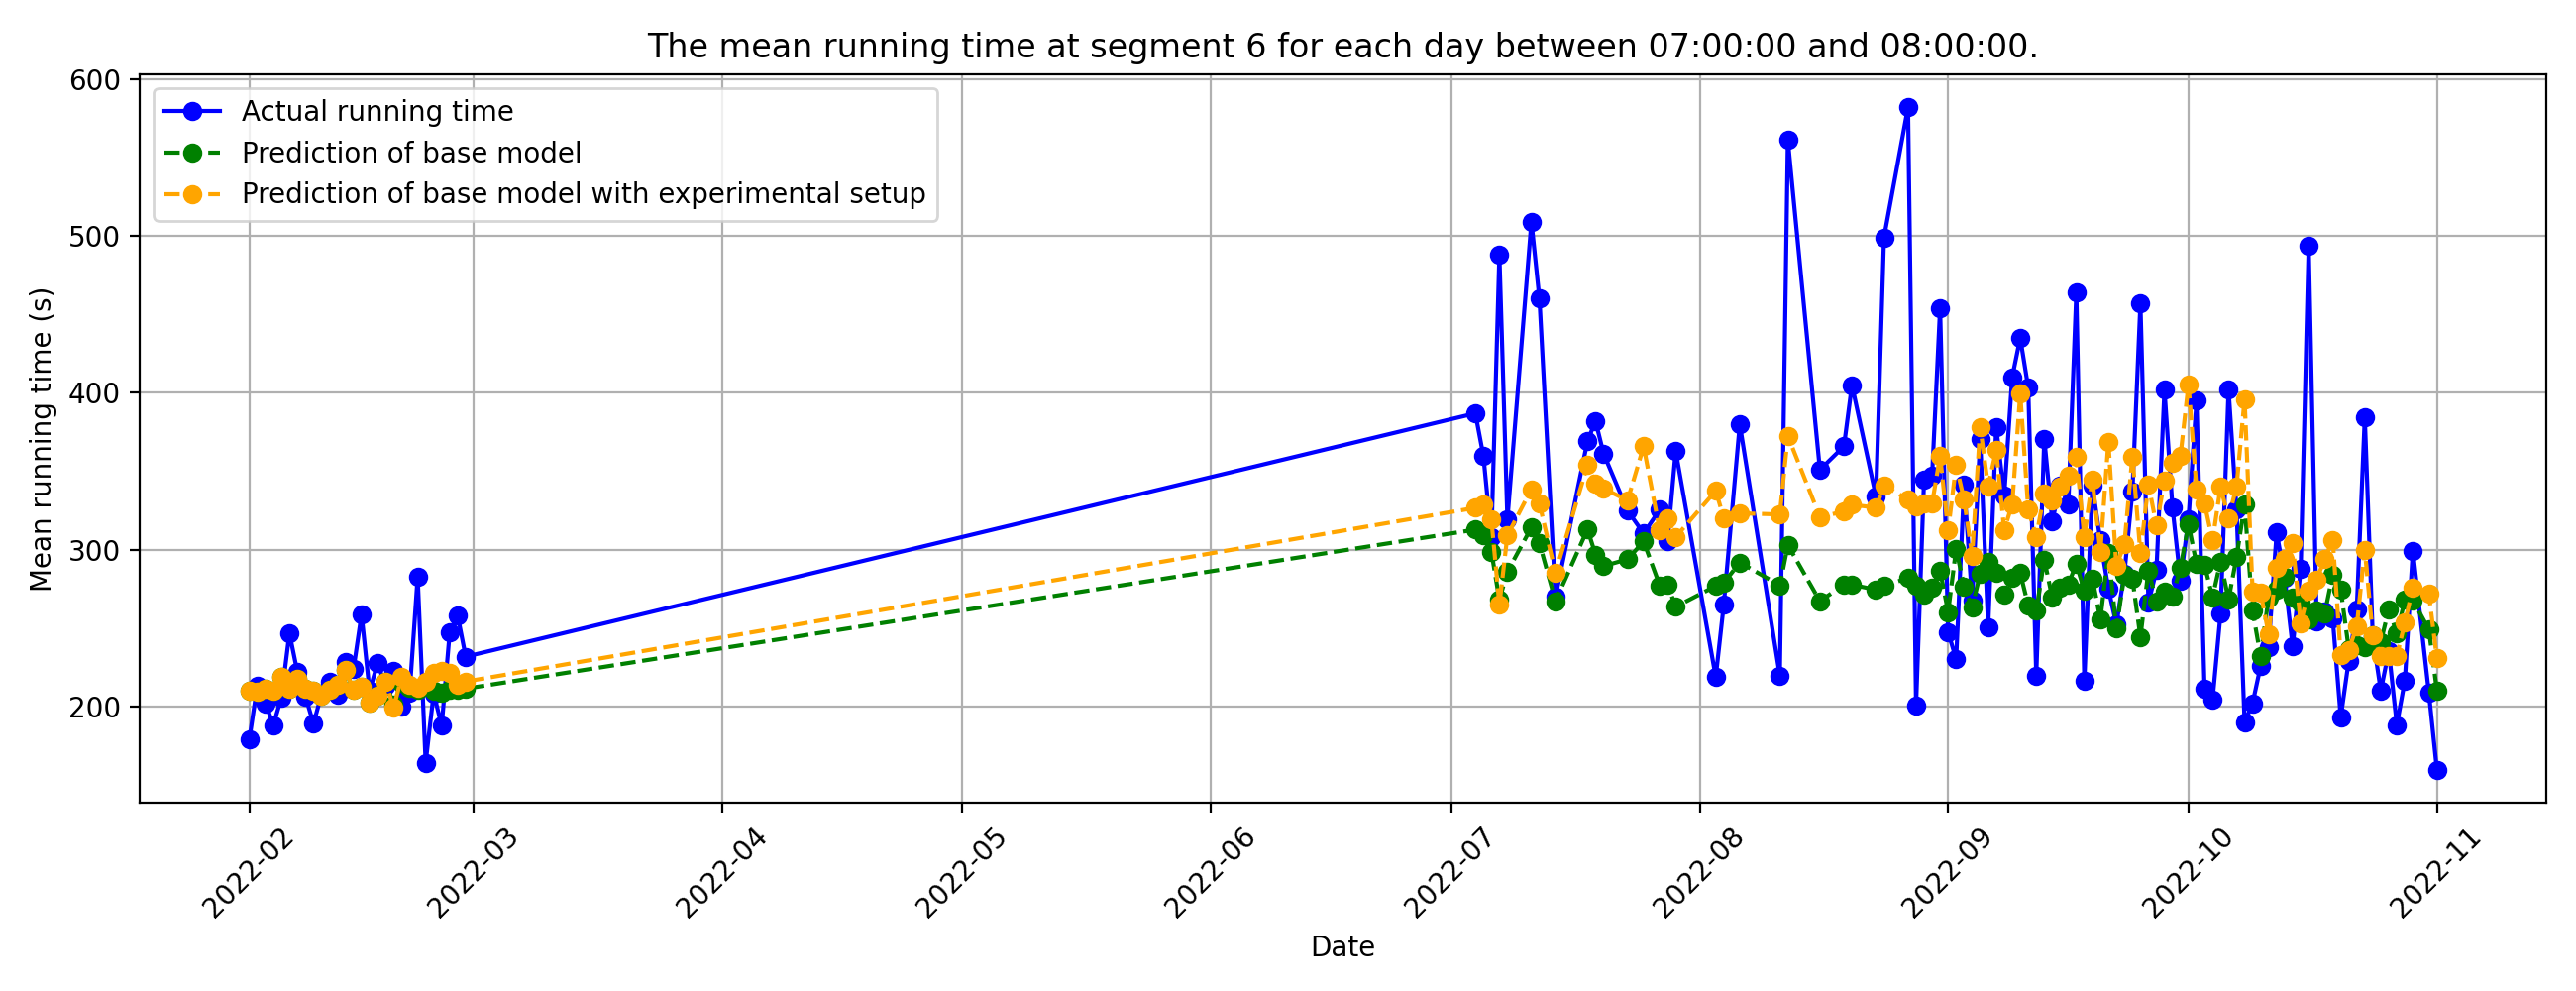 The mean running time at segment 6 for each day between 07:00:00 and 08:00:00.
600
500
400
300
200
Mean running time (s)
Actual running time
Prediction of base model
Prediction of base model with experimental setup
2022-02
2022-03
2022-04
2022-05
2022-06
2022-07
2022-08
2022-09
2022-10
2022-11
Date